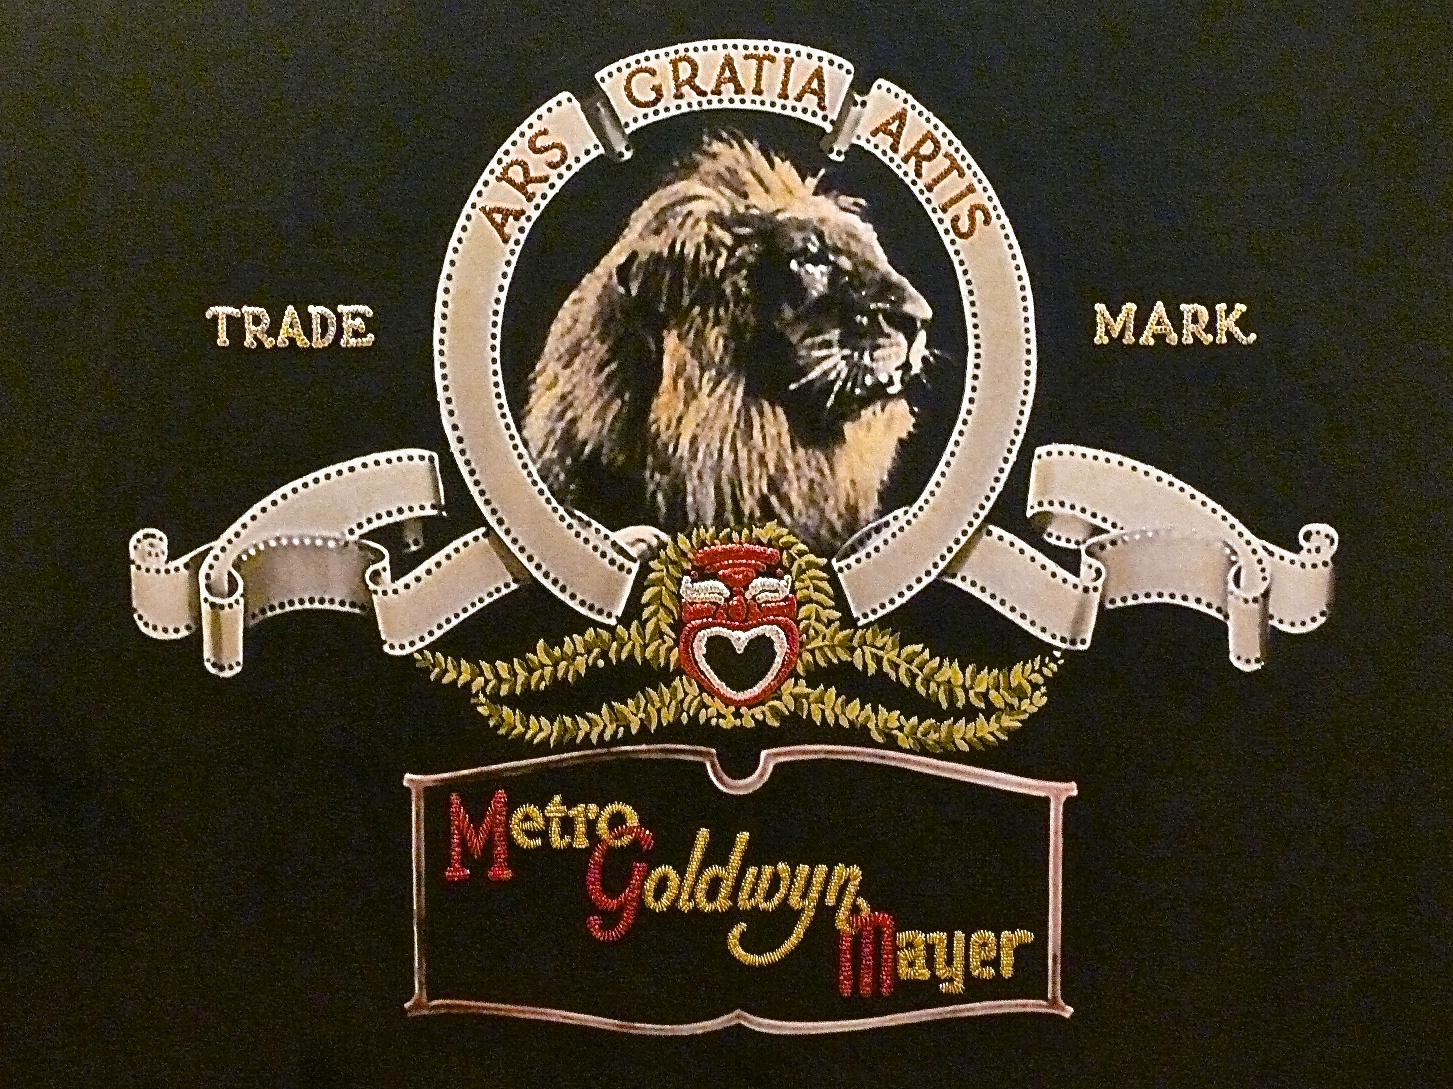 ARS GRATIA ARTIS
TRADE MARK
Metro
Goldwyn
Mayer